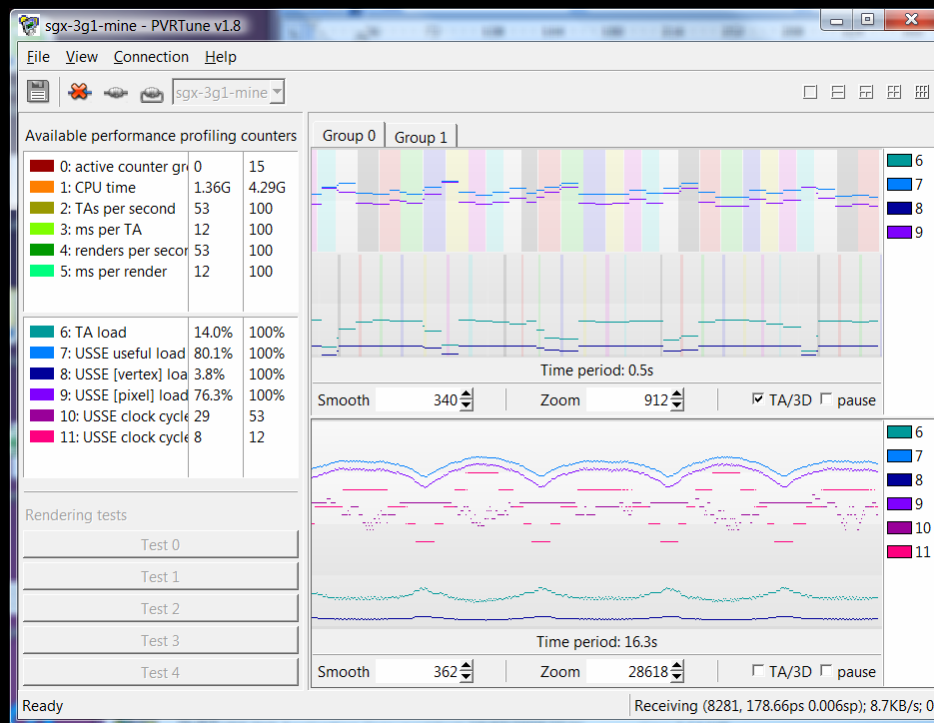 sgx-3g1-mine - PVRTune v1.8
File View Connection Help
sgx-3g1-mine
Available performance profiling counters
0: active counter gr 0 15
1: CPU time 1.36G 4.29G
2: TAs per second 53 100
3: ms per TA 12 100
4: renders per secor 53 100
5: ms per render 12 100
6: TA load 14.0% 100%
7: USSE useful load 80.1% 100%
8: USSE [vertex] loa 3.8% 100%
9: USSE [pixel] load 76.3% 100%
10: USSE clock cycle 29 53
11: USSE clock cycle 8 12
Rendering tests
Test 0
Test 1
Test 2
Test 3
Test 4
Group 0 Group 1
6
7
8
9
Time period: 0.5s
Smooth 340 Zoom 912 TA/3D pause
6
7
8
9
10
11
Time period: 16.3s
Smooth 362 Zoom 28618 TA/3D pause
Ready Receiving (8281, 178.66ps 0.006sp); 8.7KB/s; 0